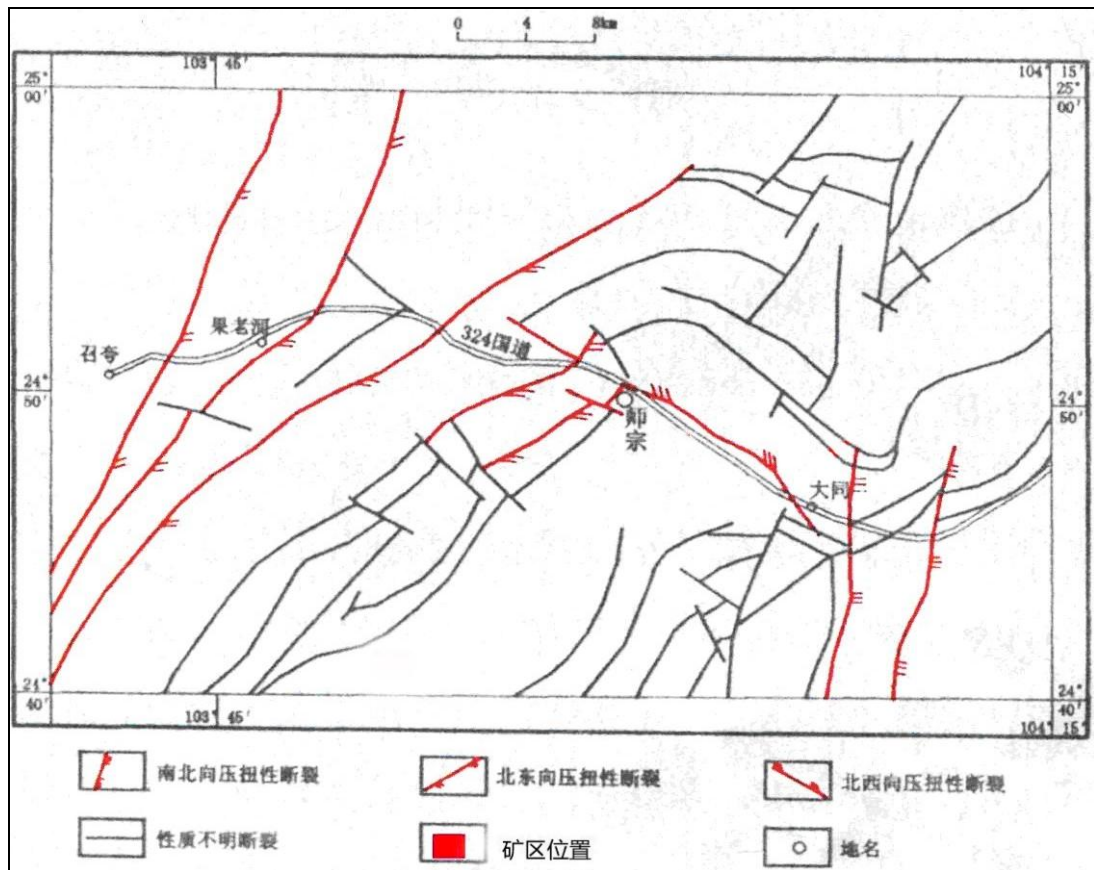 0 4 8km
103° 45′
104° 15′
25°
00′
25°
00′
果老河
召夸
324国道
24°
50′
24°
50′
师
宗
大同
21°
40′
24°
40′
103° 45′
104° 15′
南北向压扭性断裂
北东向压扭性断裂
北西向压扭性断裂
性质不明断裂
矿区位置
地名